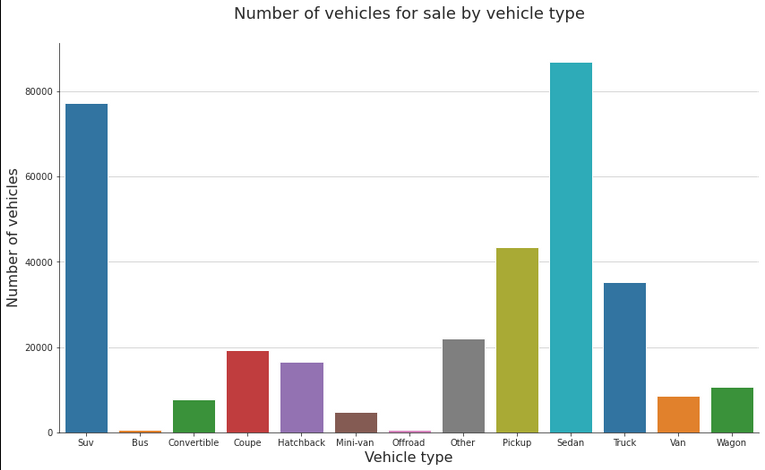 Number of vehicles for sale by vehicle type
Number of vehicles
80000
60000
40000
20000
0
Suv Bus Convertible Coupe Hatchback Mini-van Offroad Other Pickup Sedan Truck Van Wagon
Vehicle type